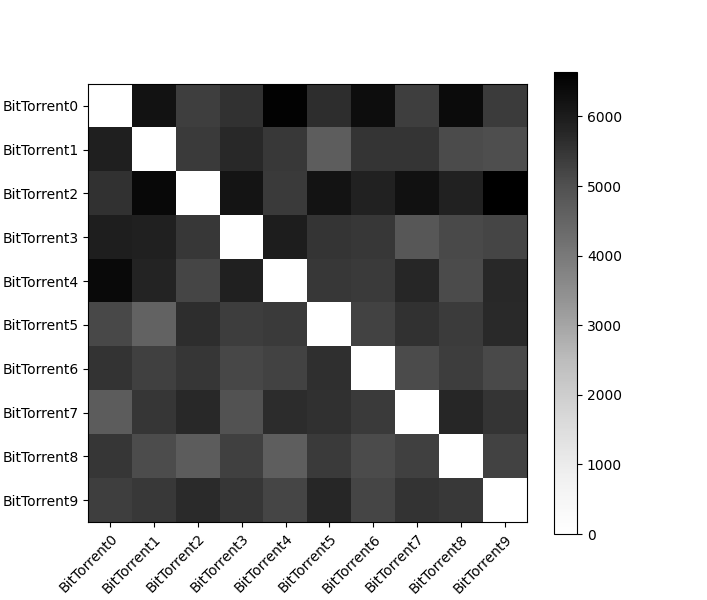 BitTorrent0
BitTorrent1
BitTorrent2
BitTorrent3
BitTorrent4
BitTorrent5
BitTorrent6
BitTorrent7
BitTorrent8
BitTorrent9
BitTorrent0
BitTorrent1
BitTorrent2
BitTorrent3
BitTorrent4
BitTorrent5
BitTorrent6
BitTorrent7
BitTorrent8
BitTorrent9
6000
5000
4000
3000
2000
1000
0